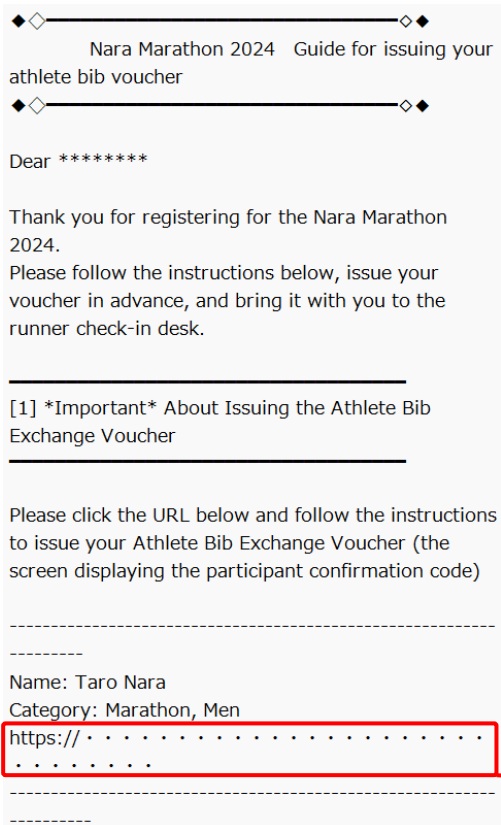 ◆◇━━━━━━━━━━━━━━━━━━━◇◆
Nara Marathon 2024 Guide for issuing your
athlete bib voucher
◆◇━━━━━━━━━━━━━━━━━━━◇◆
Dear ********
Thank you for registering for the Nara Marathon
2024.
Please follow the instructions below, issue your
voucher in advance, and bring it with you to the
runner check-in desk.
━━━━━━━━━━━━━━━━━━━━━━
[1] *Important* About Issuing the Athlete Bib
Exchange Voucher
━━━━━━━━━━━━━━━━━━━━━━
Please click the URL below and follow the instructions
to issue your Athlete Bib Exchange Voucher (the
screen displaying the participant confirmation code)
-----------------------------------------------------------
---------
Name: Taro Nara
Category: Marathon, Men
https://・・・・・・・・・・・・・・・・・・・・・・
・・・・・・・・
-----------------------------------------------------------
----------